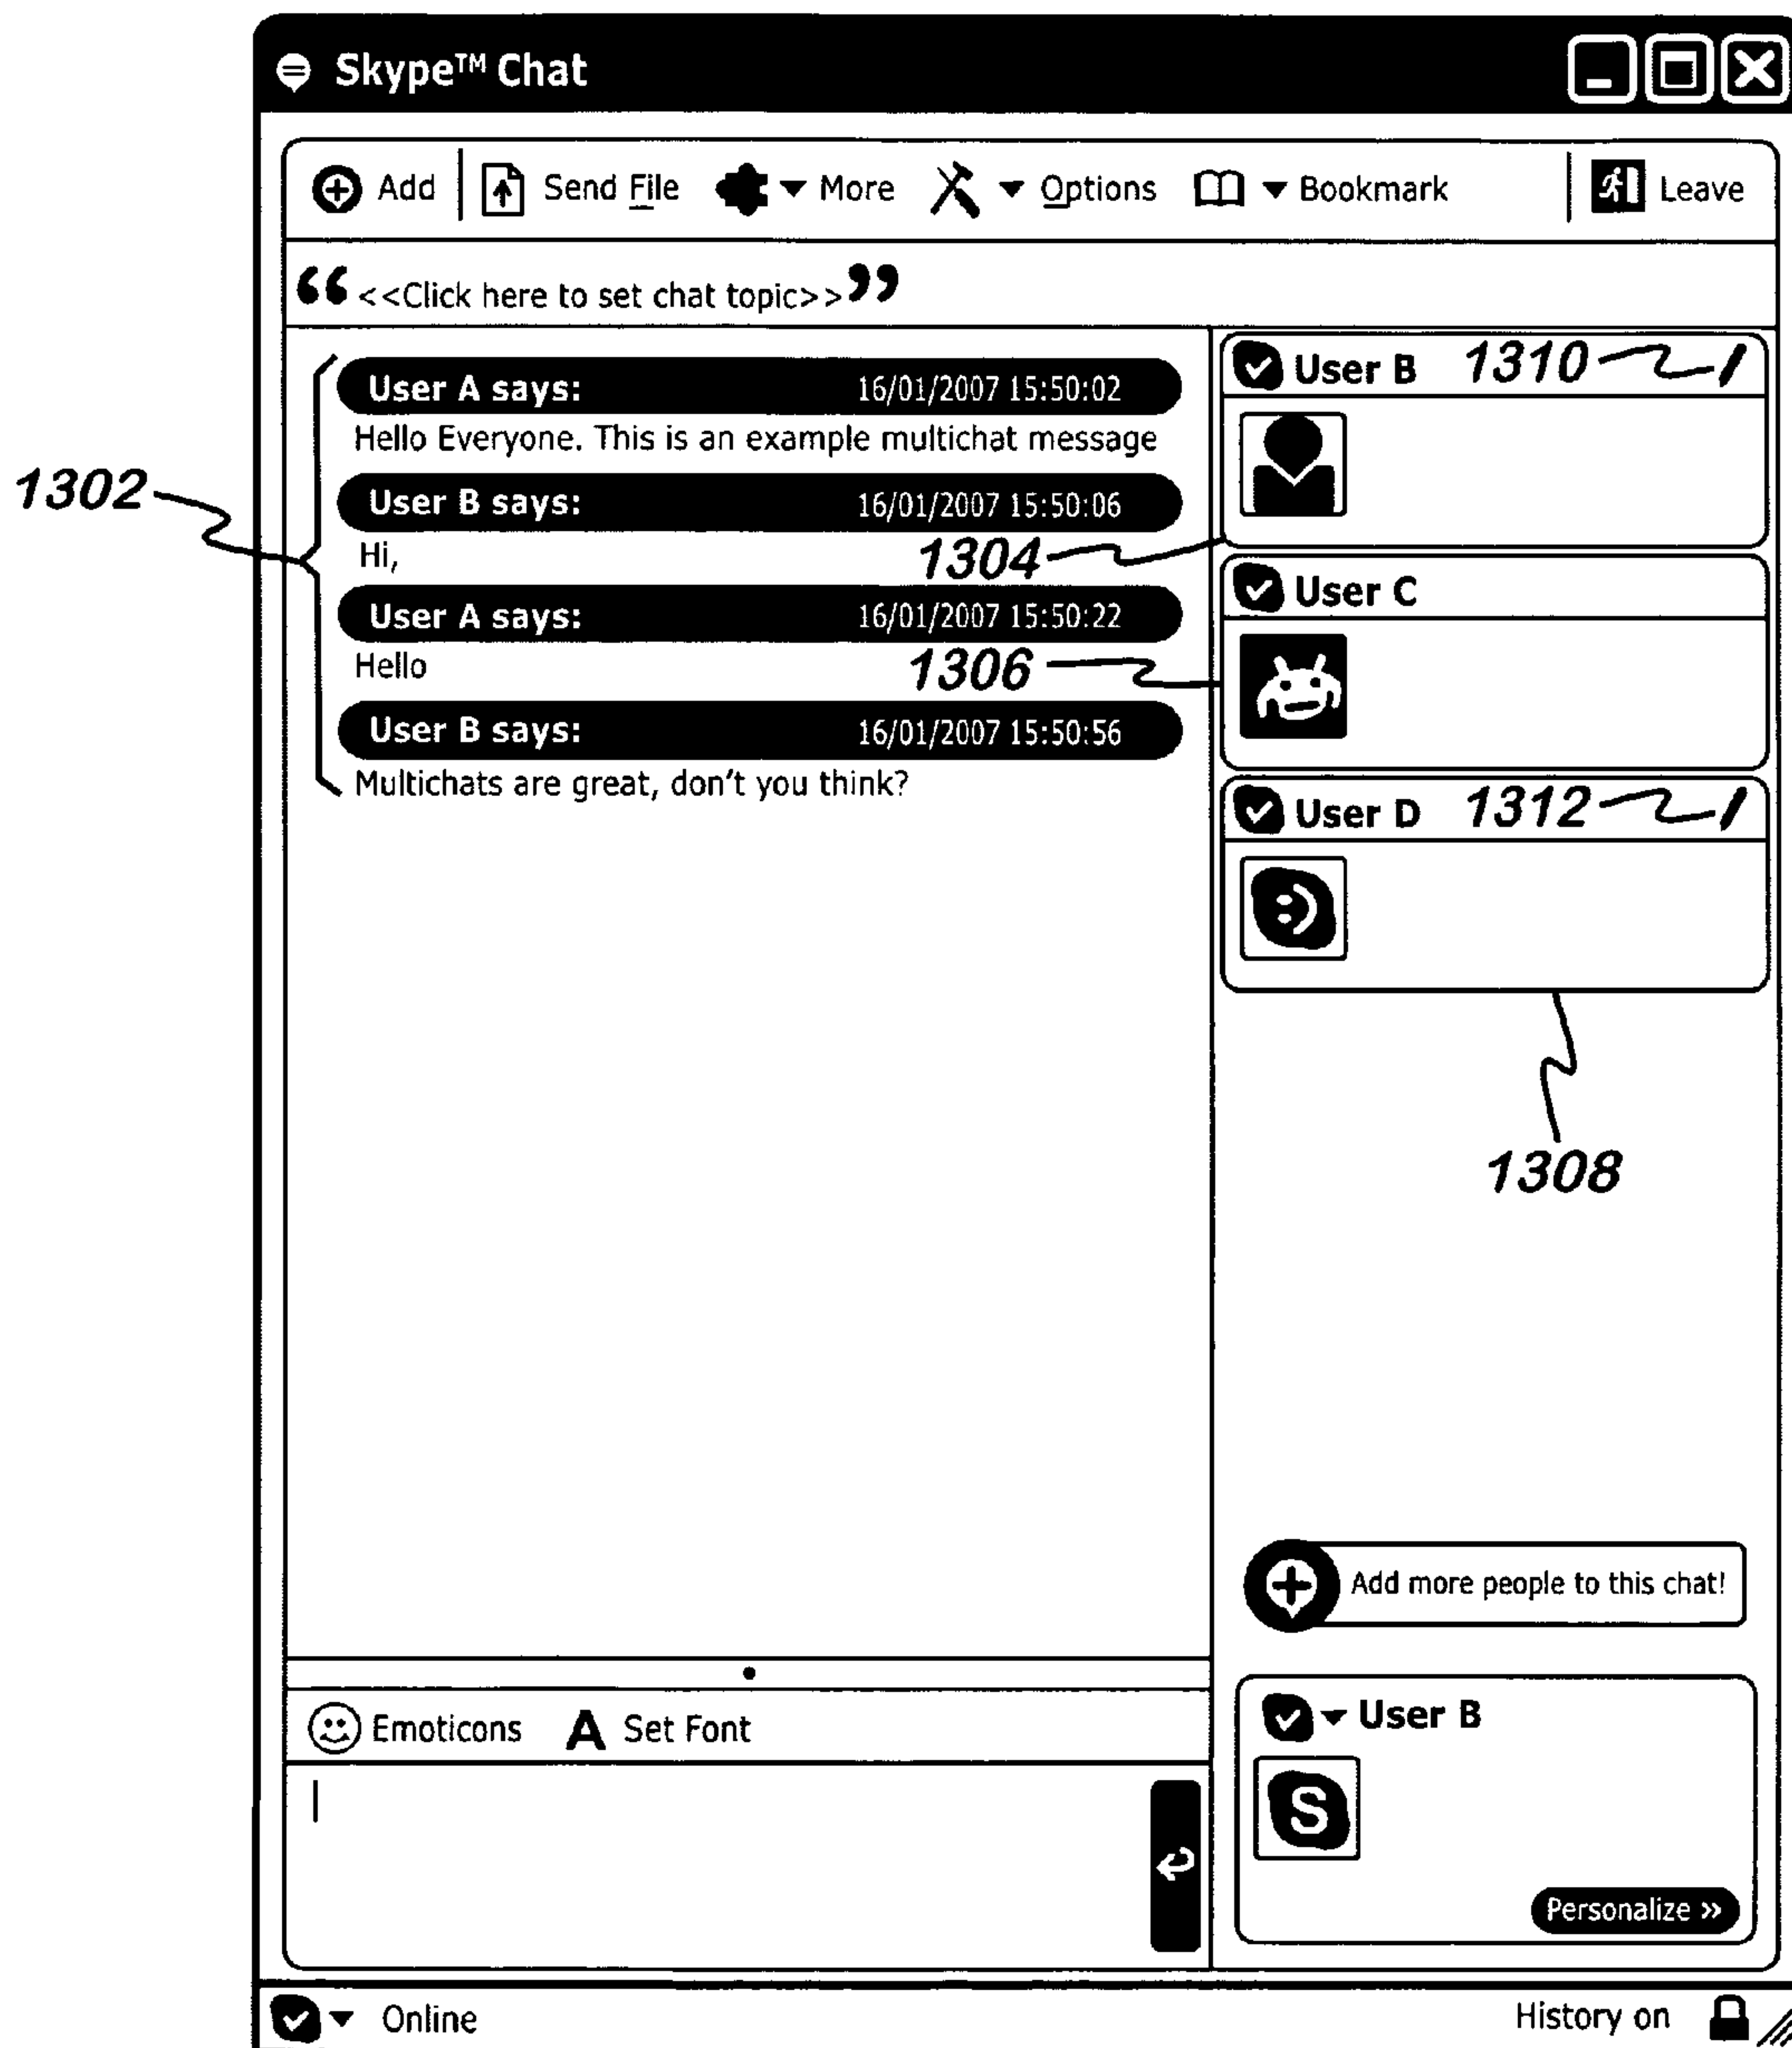 Skype™ Chat
Add Send File More Options Bookmark Leave
“ <<Click here to set chat topic>> ”
User A says: 16/01/2007 15:50:02
Hello Everyone. This is an example multichat message
User B says: 16/01/2007 15:50:06
Hi,
User A says: 16/01/2007 15:50:22
Hello
User B says: 16/01/2007 15:50:56
Multichats are great, don't you think?
1302
1304
1306
User B 1310
User C
User D 1312
1308
Add more people to this chat!
Emoticons A Set Font
User B
S
Personalize »
Online
History on